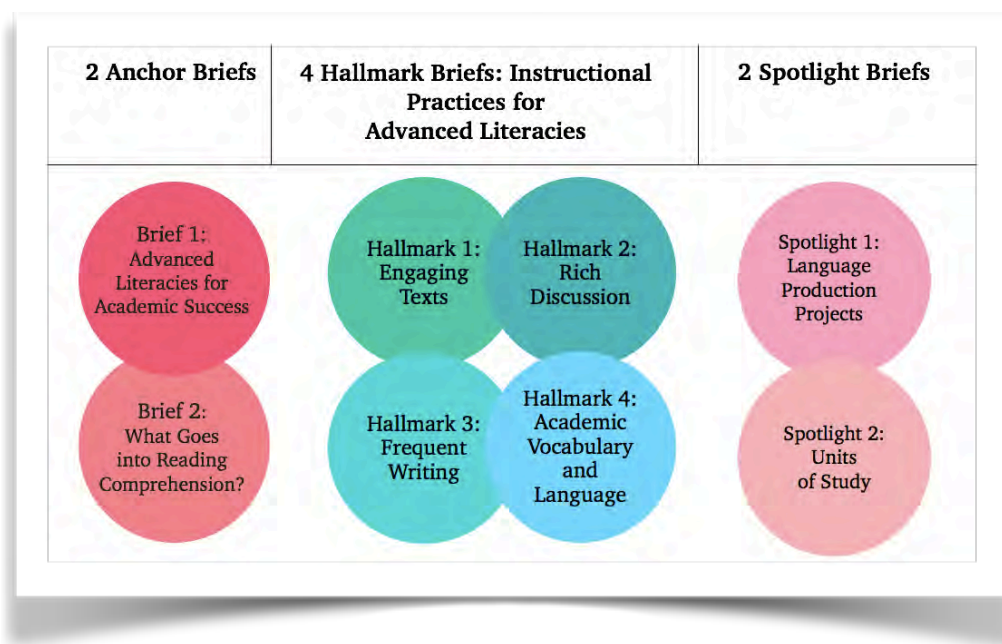 2 Anchor Briefs
4 Hallmark Briefs: Instructional
Practices for
Advanced Literacies
2 Spotlight Briefs
Brief 1:
Advanced
Literacies for
Academic Success
Brief 2:
What Goes
into Reading
Comprehension?
Hallmark 1:
Engaging
Texts
Hallmark 2:
Rich
Discussion
Hallmark 3:
Frequent
Writing
Hallmark 4:
Academic
Vocabulary
and
Language
Spotlight 1:
Language
Production
Projects
Spotlight 2:
Units
of Study